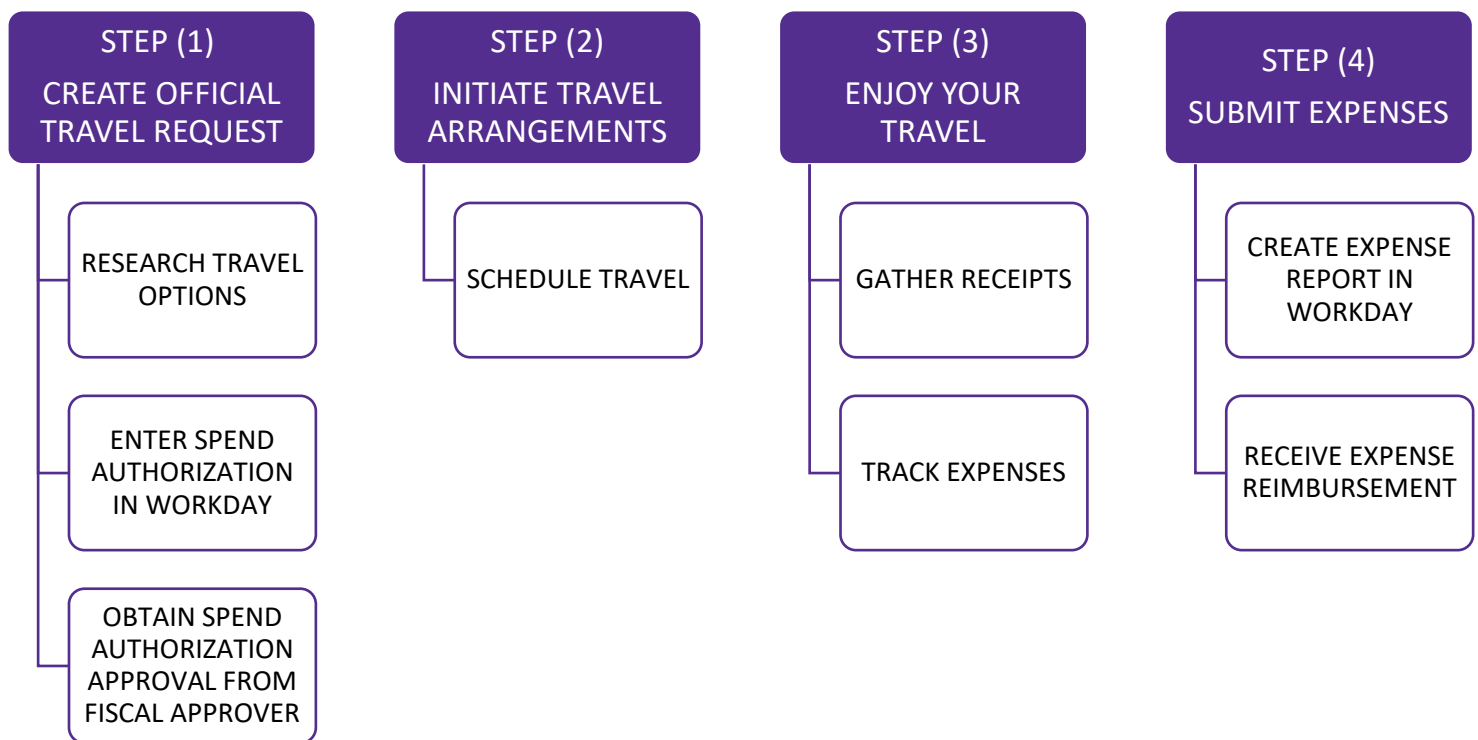 STEP (1)
CREATE OFFICIAL
TRAVEL REQUEST
RESEARCH TRAVEL
OPTIONS
ENTER SPEND
AUTHORIZATION
IN WORKDAY
OBTAIN SPEND
AUTHORIZATION
APPROVAL FROM
FISCAL APPROVER
STEP (2)
INITIATE TRAVEL
ARRANGEMENTS
SCHEDULE TRAVEL
STEP (3)
ENJOY YOUR
TRAVEL
GATHER RECEIPTS
TRACK EXPENSES
STEP (4)
SUBMIT EXPENSES
CREATE EXPENSE
REPORT IN
WORKDAY
RECEIVE EXPENSE
REIMBURSEMENT